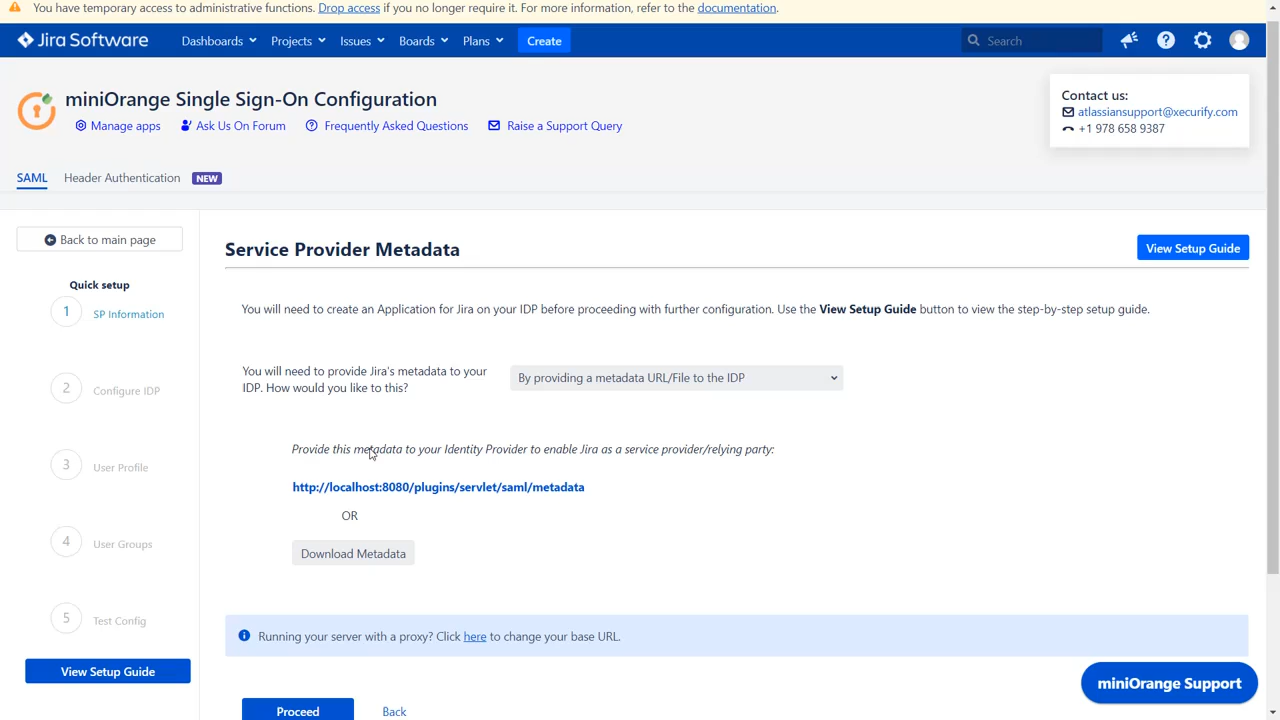 You have temporary access to administrative functions. Drop access if you no longer require it. For more information, refer to the documentation.
Jira Software Dashboards Projects Issues Boards Plans Create Search
miniOrange Single Sign-On Configuration
Manage apps Ask Us On Forum Frequently Asked Questions Raise a Support Query
Contact us:
atlassiansupport@xecurify.com
+1 978 658 9387
SAML Header Authentication NEW
Back to main page
Quick setup
1 SP Information
2 Configure IDP
3 User Profile
4 User Groups
5 Test Config
View Setup Guide
Service Provider Metadata
View Setup Guide
You will need to create an Application for Jira on your IDP before proceeding with further configuration. Use the View Setup Guide button to view the step-by-step setup guide.
You will need to provide Jira's metadata to your
IDP. How would you like to this?
By providing a metadata URL/File to the IDP
Provide this metadata to your Identity Provider to enable Jira as a service provider/relying party:
http://localhost:8080/plugins/servlet/saml/metadata
OR
Download Metadata
Running your server with a proxy? Click here to change your base URL.
miniOrange Support
Proceed Back